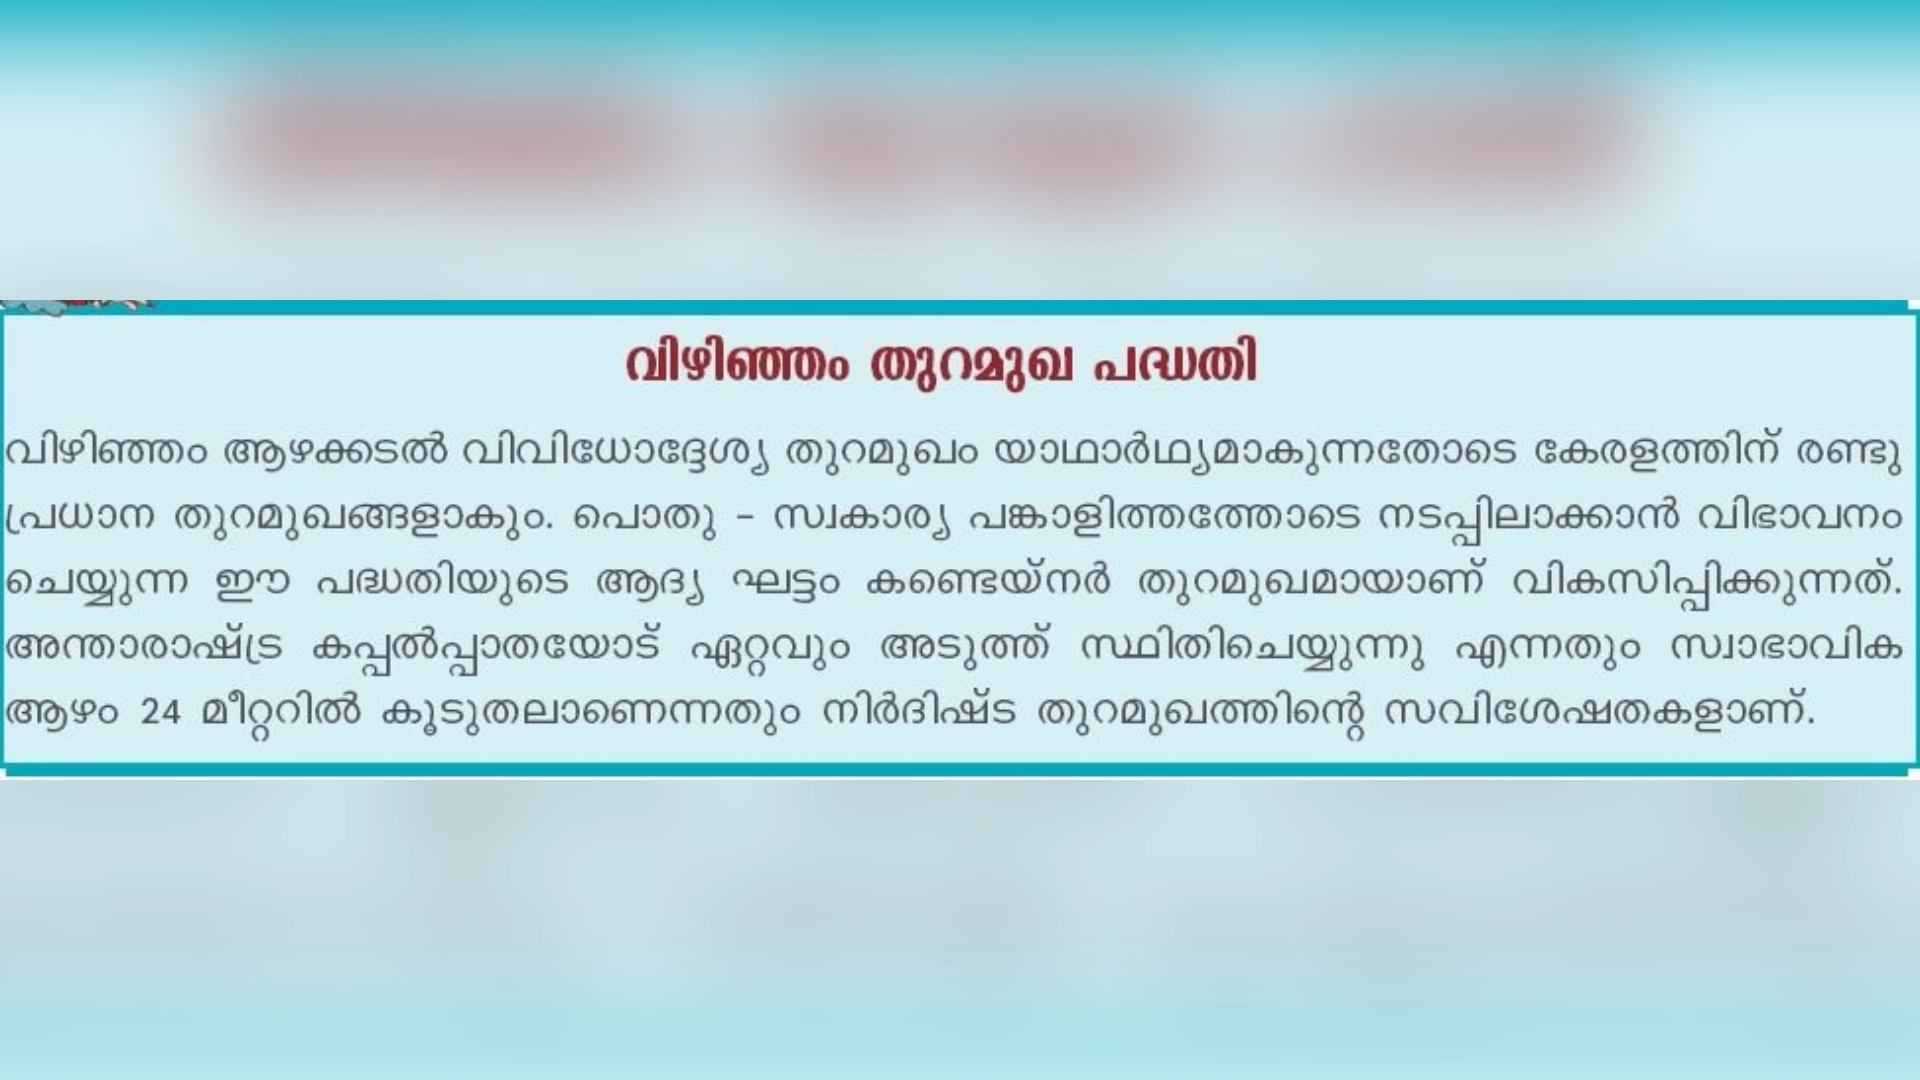 വിഴിഞ്ഞം തുറമുഖ പദ്ധതി
വിഴിഞ്ഞം ആഴക്കടൽ വിവിധോദ്ദേശ്യ തുറമുഖം യാഥാർഥ്യമാകുന്നതോടെ കേരളത്തിന് രണ്ടു
പ്രധാന തുറമുഖങ്ങളാകും. പൊതു – സ്വകാര്യ പങ്കാളിത്തത്തോടെ നടപ്പിലാക്കാൻ വിഭാവനം
ചെയ്യുന്ന ഈ പദ്ധതിയുടെ ആദ്യ ഘട്ടം കണ്ടെയ്നർ തുറമുഖമായാണ് വികസിപ്പിക്കുന്നത്.
അന്താരാഷ്ട്ര കപ്പൽപ്പാതയോട് ഏറ്റവും അടുത്ത് സ്ഥിതിചെയ്യുന്നു എന്നതും സ്വാഭാവിക
ആഴം 24 മീറ്ററിൽ കൂടുതലാണെന്നതും നിർദിഷ്ട തുറമുഖത്തിന്റെ സവിശേഷതകളാണ്.